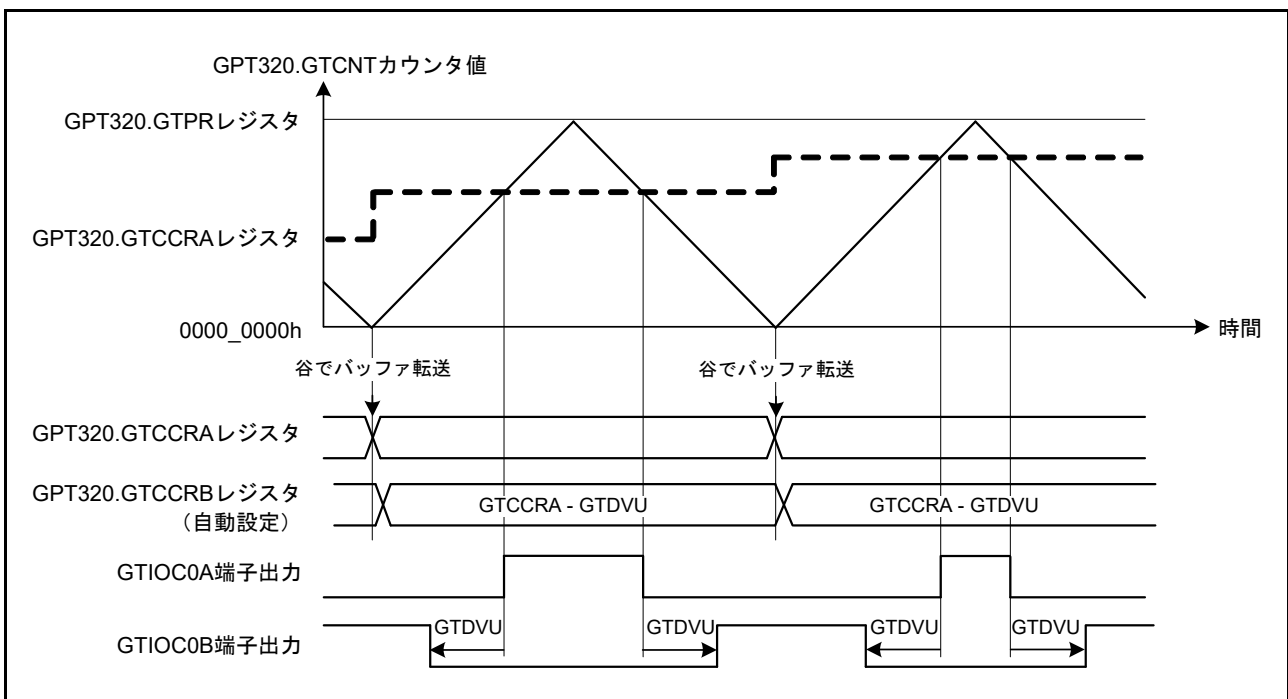 GPT320.GTCNTカウンタ値
GPT320.GTPRレジスタ
GPT320.GTCCRAレジスタ
0000_0000h
時間
谷でバッファ転送
谷でバッファ転送
GPT320.GTCCRAレジスタ
GPT320.GTCCRBレジスタ
（自動設定）
GTCCRA - GTDVU
GTCCRA - GTDVU
GTIOC0A端子出力
GTIOC0B端子出力
GTDVU
GTDVU
GTDVU
GTDVU